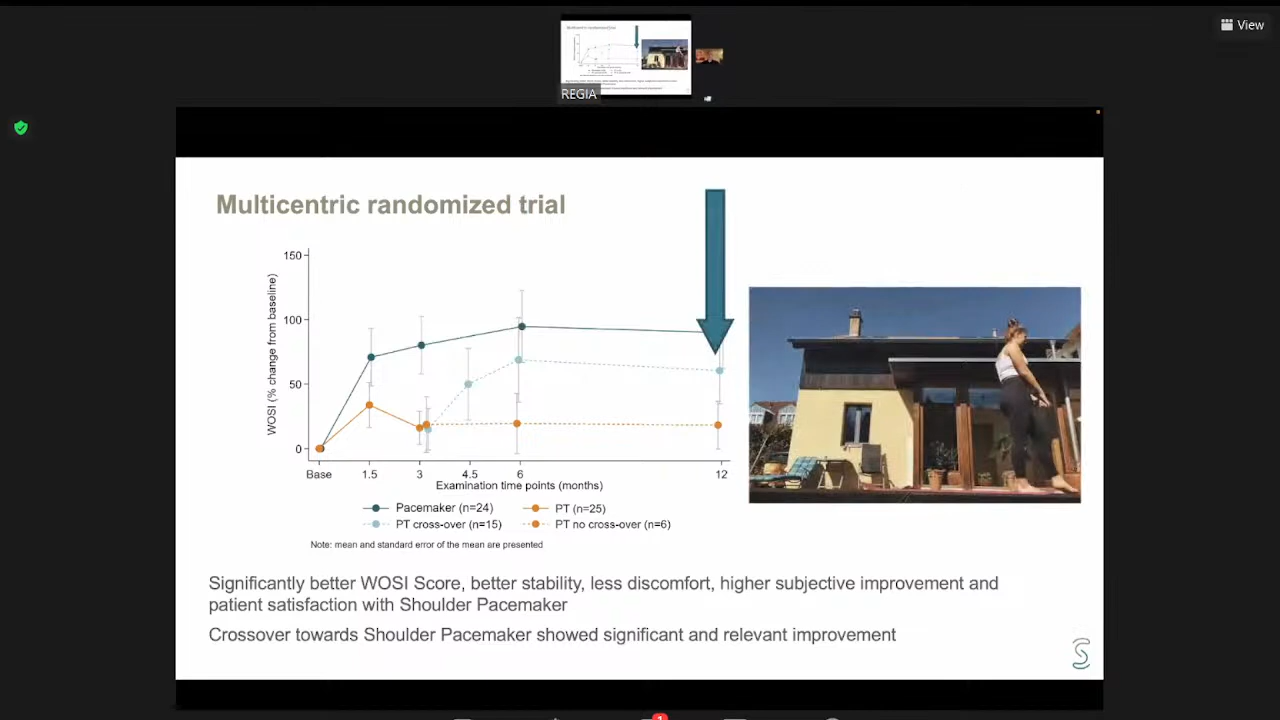 View
REGIA
Multicentric randomized trial
150
100
50
0
WOSI (% change from baseline)
Base 1.5 3 4.5 6 12
Examination time points (months)
Pacemaker (n=24) PT (n=25)
PT cross-over (n=15) PT no cross-over (n=6)
Note: mean and standard error of the mean are presented
Significantly better WOSI Score, better stability, less discomfort, higher subjective improvement and
patient satisfaction with Shoulder Pacemaker
Crossover towards Shoulder Pacemaker showed significant and relevant improvement
1